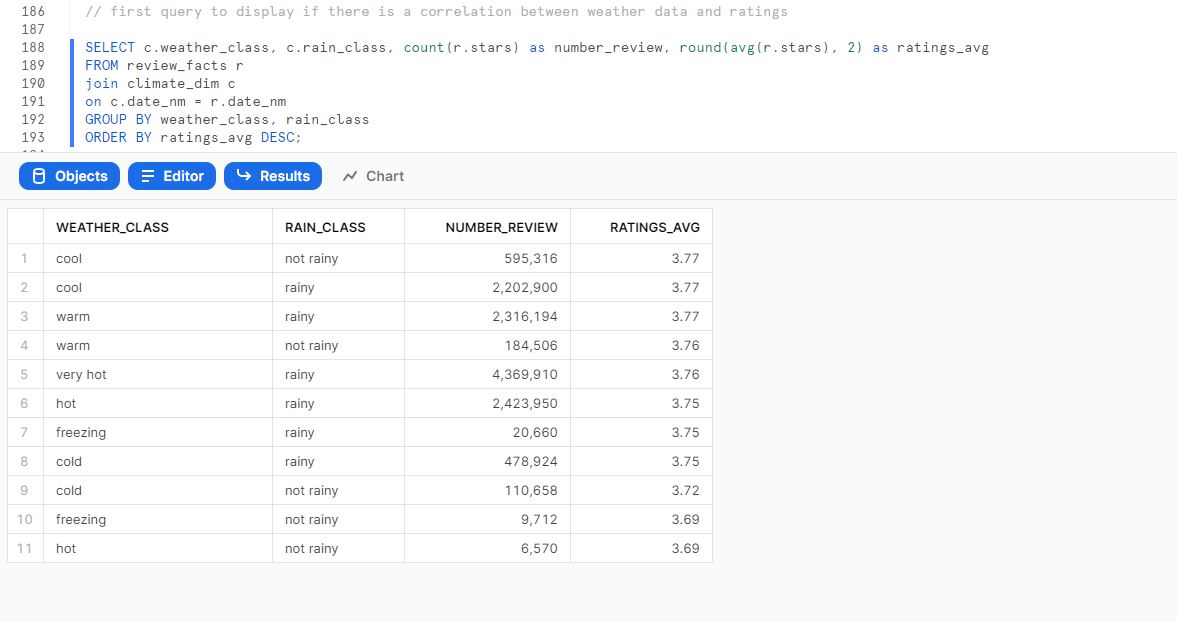 186 // first query to display if there is a correlation between weather data and ratings
187
188 SELECT c.weather_class, c.rain_class, count(r.stars) as number_review, round(avg(r.stars), 2) as ratings_avg
189 FROM review_facts r
190 join climate_dim c
191 on c.date_nm = r.date_nm
192 GROUP BY weather_class, rain_class
193 ORDER BY ratings_avg DESC;
Objects Editor Results Chart
WEATHER_CLASS RAIN_CLASS NUMBER_REVIEW RATINGS_AVG
1 cool not rainy 595,316 3.77
2 cool rainy 2,202,900 3.77
3 warm rainy 2,316,194 3.77
4 warm not rainy 184,506 3.76
5 very hot rainy 4,369,910 3.76
6 hot rainy 2,423,950 3.75
7 freezing rainy 20,660 3.75
8 cold rainy 478,924 3.75
9 cold not rainy 110,658 3.72
10 freezing not rainy 9,712 3.69
11 hot not rainy 6,570 3.69